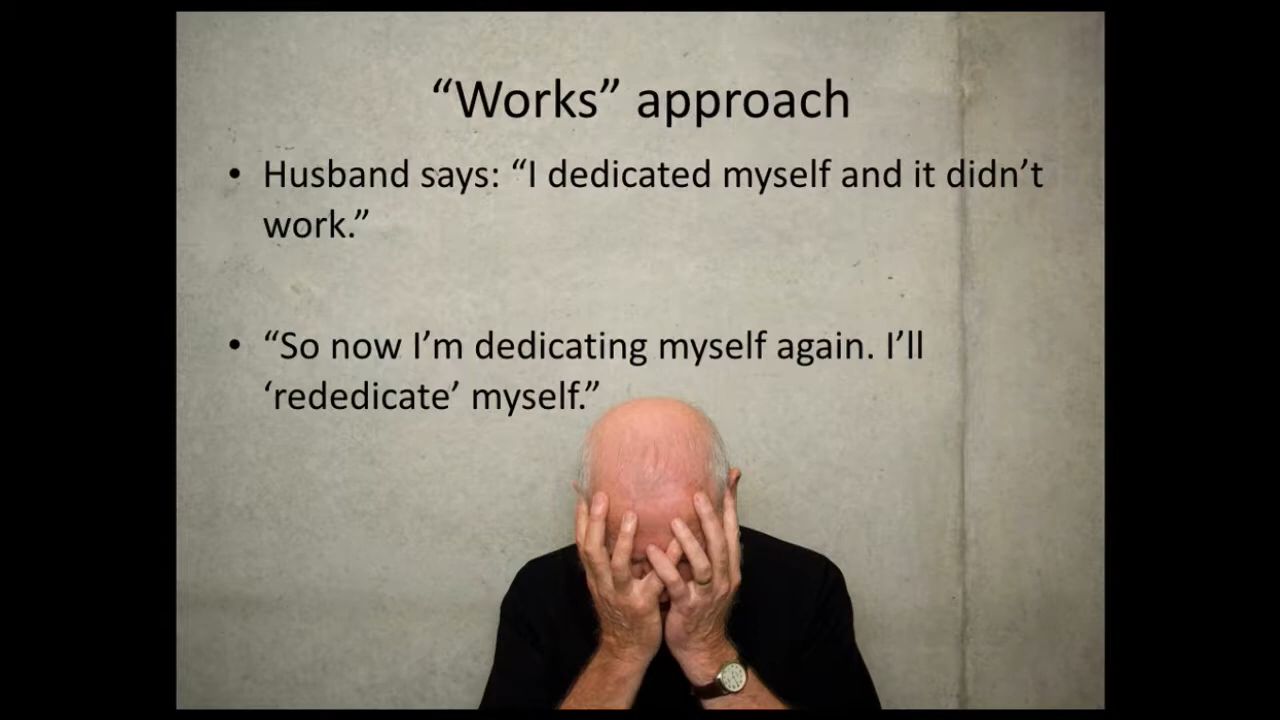 “Works” approach
• Husband says: “I dedicated myself and it didn’t
work.”
• “So now I’m dedicating myself again. I’ll
‘rededicate’ myself.”